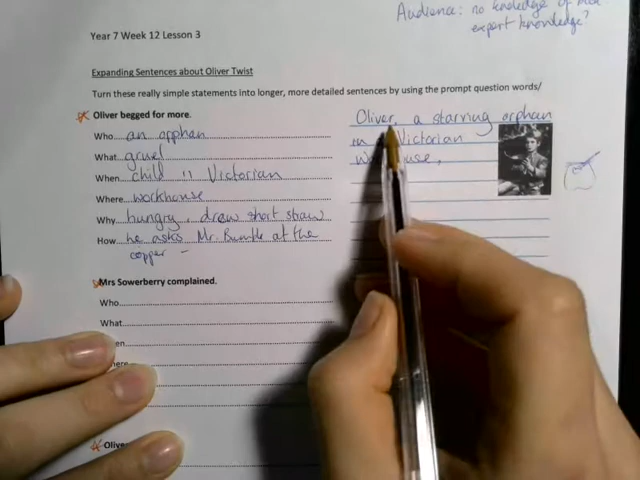 Audience: no knowledge of
expert knowledge?
Year 7 Week 12 Lesson 3
Expanding Sentences about Oliver Twist
Turn these really simple statements into longer, more detailed sentences by using the prompt question words/
Oliver begged for more.
Who an orphan
What gruel
When child 11 Victorian
Where workhouse
Why hungry, drew short straw
How he asks Mr. Bumble at the
copper -
Oliver, a starving orphan
in Victorian
Mrs Sowerberry complained.
Who
What
Oliver